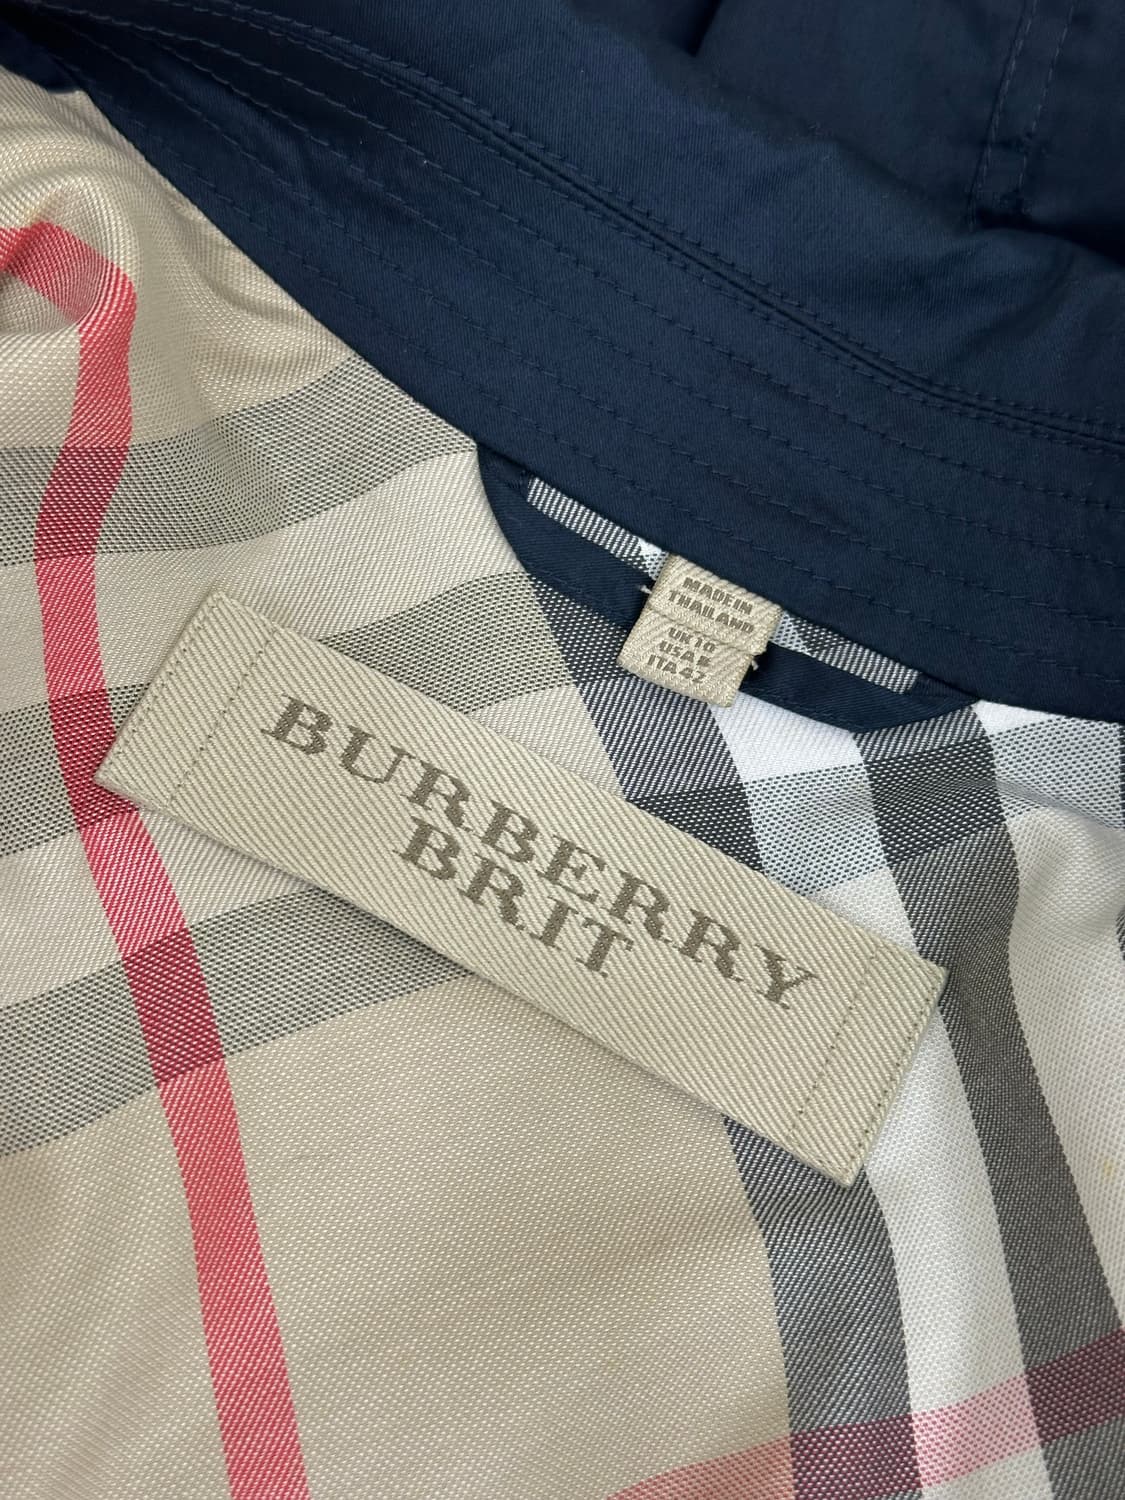 MADE IN
THAILAND
UK 10
USA 8
ITA 42
BURBERRY
BRIT